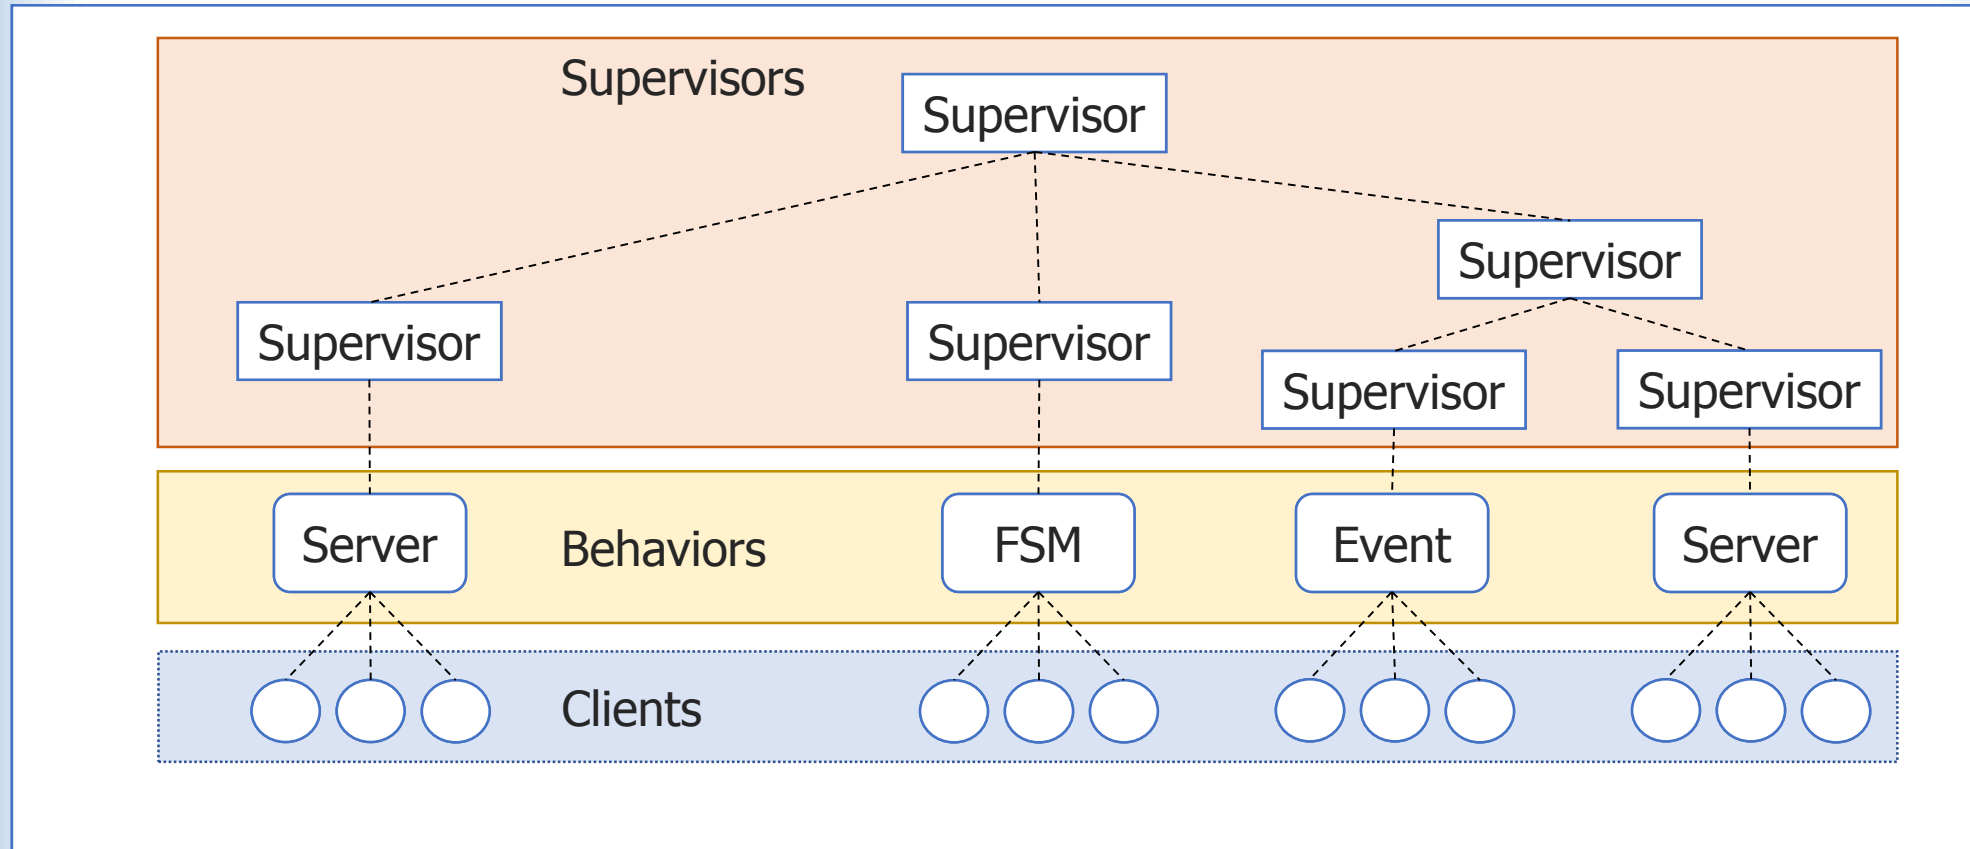 Supervisors
Supervisor
Supervisor
Supervisor
Supervisor
Supervisor
Supervisor
Server
Behaviors
FSM
Event
Server
Clients